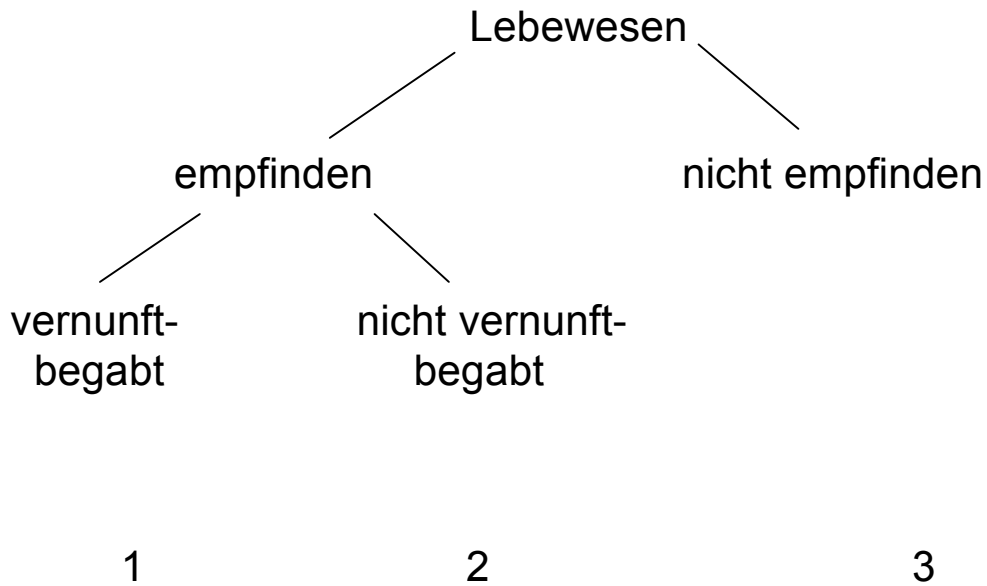 Lebewesen
empfinden
nicht empfinden
vernunft-
begabt
nicht vernunft-
begabt
1
2
3